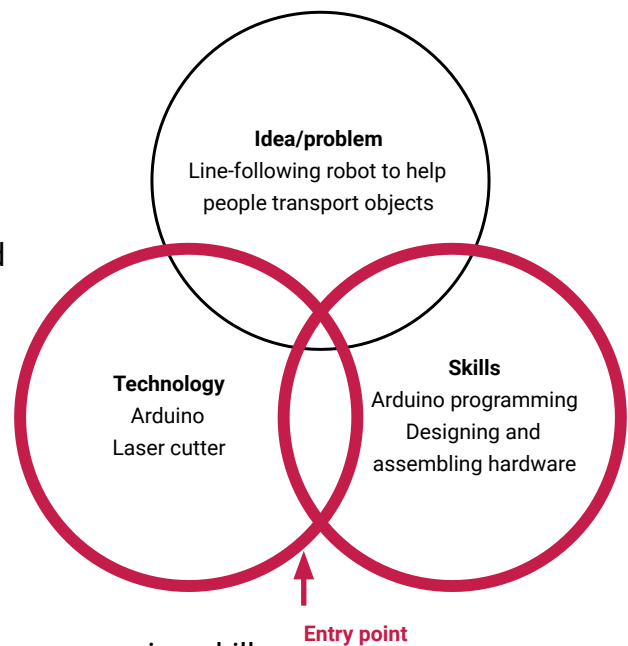 Idea/problem
Line-following robot to help
people transport objects
d
Technology
Arduino
Laser cutter
Skills
Arduino programming
Designing and
assembling hardware
Entry point